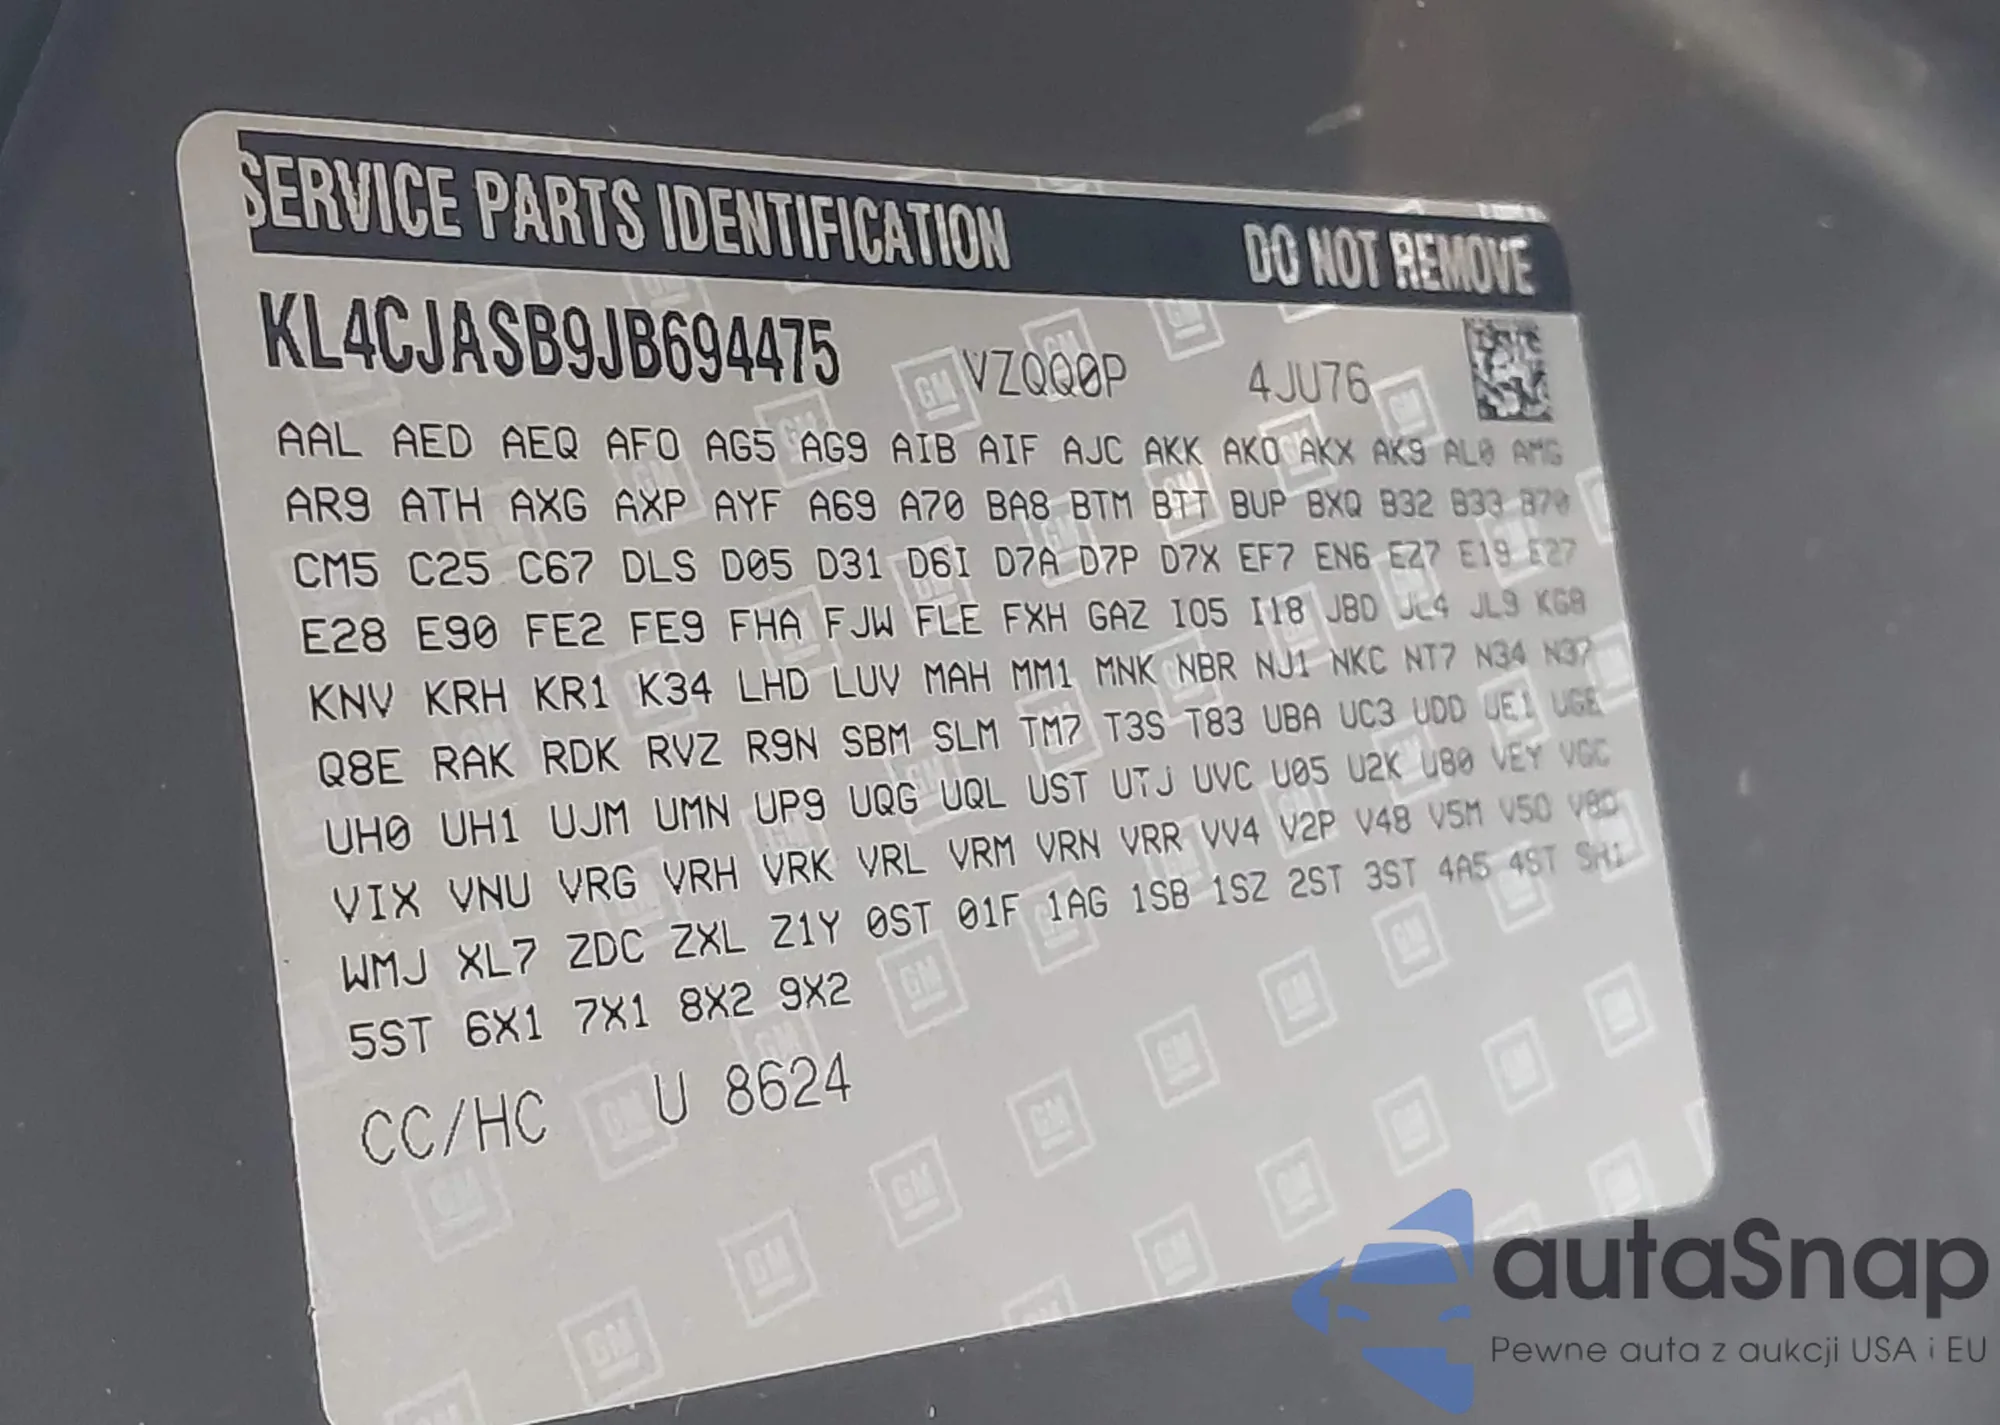 SERVICE PARTS IDENTIFICATION DO NOT REMOVE
KL4CJASB9JB694475 VZQQ0P 4JU76
AAL AED AEQ AFO AG5 AG9 AIB AIF AJC AKK AKO AKX AK9 AL0 AMG
AR9 ATH AXG AXP AYF A69 A70 BA8 BTM BTT BUP BXQ B32 B33 B70
CM5 C25 C67 DLS D05 D31 D6I D7A D7P D7X EF7 EN6 EZ7 E19 E27
E28 E90 FE2 FE9 FHA FJW FLE FXH GAZ IO5 I18 JBD JL4 JL9 KG8
KNV KRH KR1 K34 LHD LUV MAH MM1 MNK NBR NJ1 NKC NT7 N34 N37
Q8E RAK RDK RVZ R9N SBM SLM TM7 T3S T83 UBA UC3 UDD UE1 UGE
UH0 UH1 UJM UMN UP9 UQG UQL UST UTJ UVC U05 U2K U80 VEY VGC
VIX VNU VRG VRH VRK VRL VRM VRN VRR VV4 V2P V48 V5M V50 V8D
WMJ XL7 ZDC ZXL Z1Y 0ST 01F 1AG 1SB 1SZ 2ST 3ST 4A5 4ST
5ST 6X1 7X1 8X2 9X2
CC/HC U 8624
autaSnap
Pewne auta z aukcji USA i EU